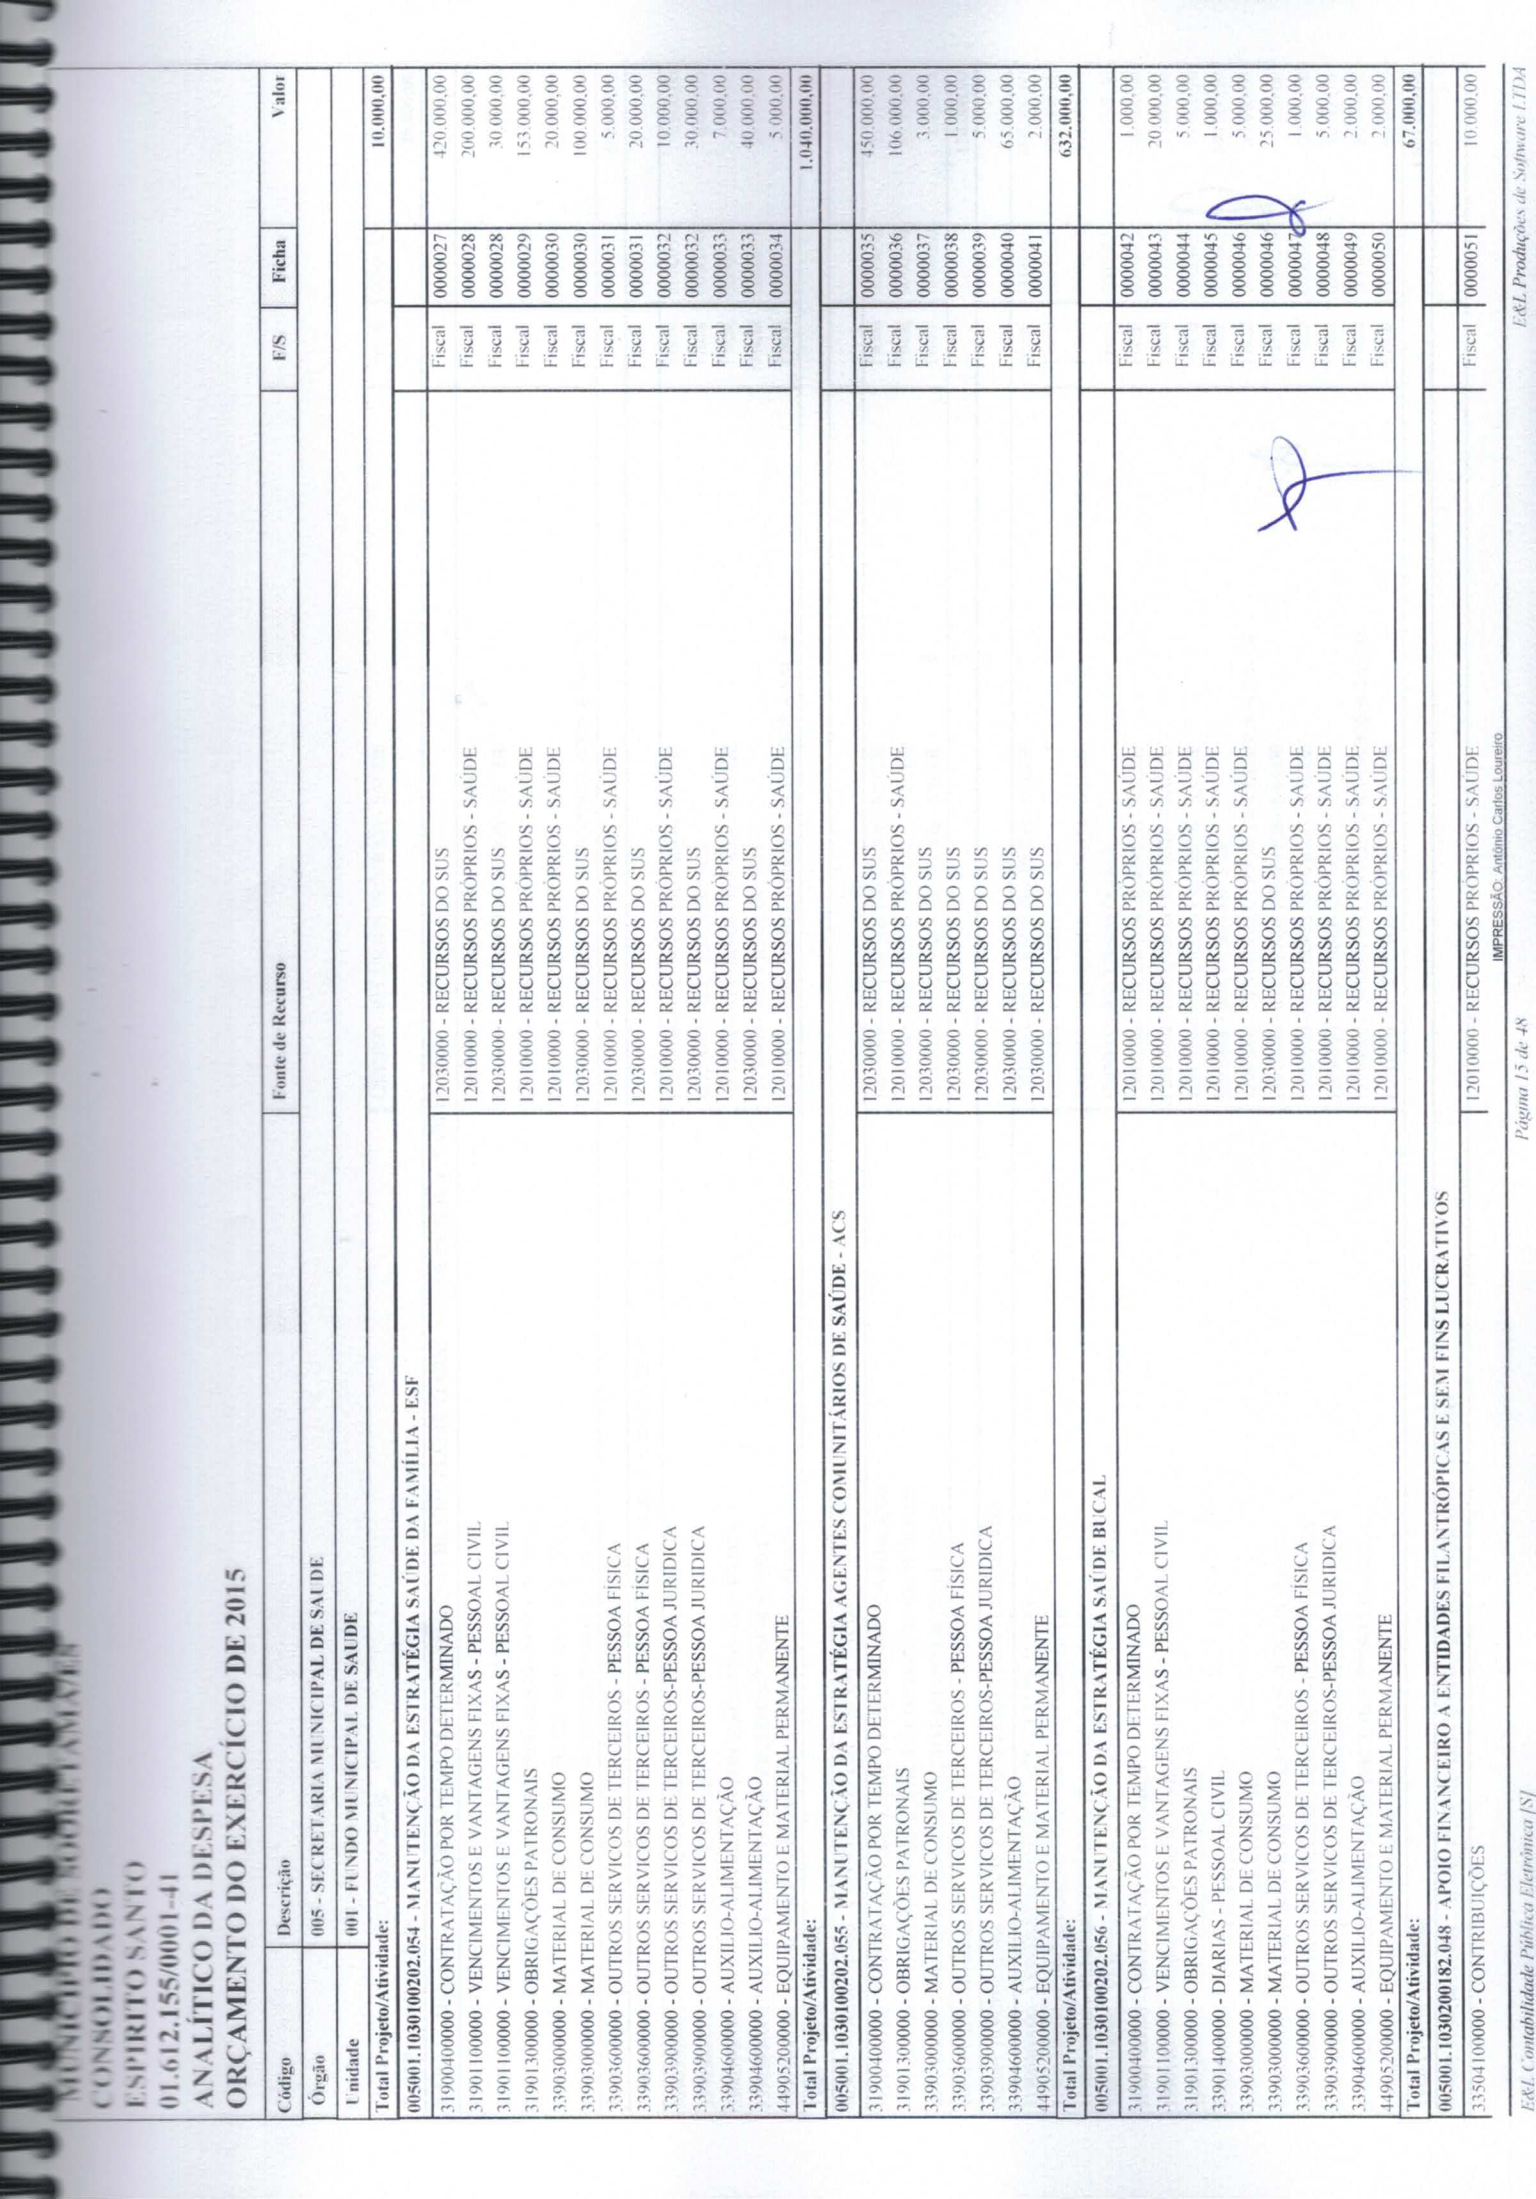 MUNICÍPIO DE SOORETAMA/ES
CONSOLIDADO
ESPIRITO SANTO
01.612.155/0001-41
ANALÍTICO DA DESPESA
ORÇAMENTO DO EXERCÍCIO DE 2015
Código Descrição Fonte de Recurso F/S Ficha Valor
Órgão 005 - SECRETARIA MUNICIPAL DE SAUDE
Unidade 001 - FUNDO MUNICIPAL DE SAUDE
Total Projeto/Atividade: 10.000,00
005001.1030100202.054 - MANUTENÇÃO DA ESTRATÉGIA SAÚDE DA FAMÍLIA - ESF
31900400000 - CONTRATAÇÃO POR TEMPO DETERMINADO 12030000 - RECURSOS DO SUS Fiscal 0000027 420.000,00
31901100000 - VENCIMENTOS E VANTAGENS FIXAS - PESSOAL CIVIL 12010000 - RECURSOS PRÓPRIOS - SAÚDE Fiscal 0000028 200.000,00
31901100000 - VENCIMENTOS E VANTAGENS FIXAS - PESSOAL CIVIL 12030000 - RECURSOS DO SUS Fiscal 0000028 30.000,00
31901300000 - OBRIGAÇÕES PATRONAIS 12010000 - RECURSOS PRÓPRIOS - SAÚDE Fiscal 0000029 153.000,00
33903000000 - MATERIAL DE CONSUMO 12010000 - RECURSOS PRÓPRIOS - SAÚDE Fiscal 0000030 20.000,00
33903000000 - MATERIAL DE CONSUMO 12030000 - RECURSOS DO SUS Fiscal 0000030 100.000,00
33903600000 - OUTROS SERVICOS DE TERCEIROS - PESSOA FÍSICA 12010000 - RECURSOS PRÓPRIOS - SAÚDE Fiscal 0000031 5.000,00
33903600000 - OUTROS SERVICOS DE TERCEIROS - PESSOA FÍSICA 12030000 - RECURSOS DO SUS Fiscal 0000031 20.000,00
33903900000 - OUTROS SERVICOS DE TERCEIROS-PESSOA JURIDICA 12010000 - RECURSOS PRÓPRIOS - SAÚDE Fiscal 0000032 10.000,00
33903900000 - OUTROS SERVICOS DE TERCEIROS-PESSOA JURIDICA 12030000 - RECURSOS DO SUS Fiscal 0000032 30.000,00
33904600000 - AUXILIO-ALIMENTAÇÃO 12010000 - RECURSOS PRÓPRIOS - SAÚDE Fiscal 0000033 7.000,00
33904600000 - AUXILIO-ALIMENTAÇÃO 12030000 - RECURSOS DO SUS Fiscal 0000033 40.000,00
44905200000 - EQUIPAMENTO E MATERIAL PERMANENTE 12010000 - RECURSOS PRÓPRIOS - SAÚDE Fiscal 0000034 5.000,00
Total Projeto/Atividade: 1.040.000,00
005001.1030100202.055 - MANUTENÇÃO DA ESTRATÉGIA AGENTES COMUNITÁRIOS DE SAÚDE - ACS
31900400000 - CONTRATAÇÃO POR TEMPO DETERMINADO 12030000 - RECURSOS DO SUS Fiscal 0000035 450.000,00
31901300000 - OBRIGAÇÕES PATRONAIS 12010000 - RECURSOS PRÓPRIOS - SAÚDE Fiscal 0000036 106.000,00
33903000000 - MATERIAL DE CONSUMO 12030000 - RECURSOS DO SUS Fiscal 0000037 3.000,00
33903600000 - OUTROS SERVICOS DE TERCEIROS - PESSOA FÍSICA 12030000 - RECURSOS DO SUS Fiscal 0000038 1.000,00
33903900000 - OUTROS SERVICOS DE TERCEIROS-PESSOA JURIDICA 12030000 - RECURSOS DO SUS Fiscal 0000039 5.000,00
33904600000 - AUXILIO-ALIMENTAÇÃO 12030000 - RECURSOS DO SUS Fiscal 0000040 65.000,00
44905200000 - EQUIPAMENTO E MATERIAL PERMANENTE 12030000 - RECURSOS DO SUS Fiscal 0000041 2.000,00
Total Projeto/Atividade: 632.000,00
005001.1030100202.056 - MANUTENÇÃO DA ESTRATÉGIA SAÚDE BUCAL
31900400000 - CONTRATAÇÃO POR TEMPO DETERMINADO 12010000 - RECURSOS PRÓPRIOS - SAÚDE Fiscal 0000042 1.000,00
31901100000 - VENCIMENTOS E VANTAGENS FIXAS - PESSOAL CIVIL 12010000 - RECURSOS PRÓPRIOS - SAÚDE Fiscal 0000043 20.000,00
31901300000 - OBRIGAÇÕES PATRONAIS 12010000 - RECURSOS PRÓPRIOS - SAÚDE Fiscal 0000044 5.000,00
33901400000 - DIARIAS - PESSOAL CIVIL 12010000 - RECURSOS PRÓPRIOS - SAÚDE Fiscal 0000045 1.000,00
33903000000 - MATERIAL DE CONSUMO 12010000 - RECURSOS PRÓPRIOS - SAÚDE Fiscal 0000046 5.000,00
33903000000 - MATERIAL DE CONSUMO 12030000 - RECURSOS DO SUS Fiscal 0000046 25.000,00
33903600000 - OUTROS SERVICOS DE TERCEIROS - PESSOA FÍSICA 12010000 - RECURSOS PRÓPRIOS - SAÚDE Fiscal 0000047 1.000,00
33903900000 - OUTROS SERVICOS DE TERCEIROS-PESSOA JURIDICA 12010000 - RECURSOS PRÓPRIOS - SAÚDE Fiscal 0000048 5.000,00
33904600000 - AUXILIO-ALIMENTAÇÃO 12010000 - RECURSOS PRÓPRIOS - SAÚDE Fiscal 0000049 2.000,00
44905200000 - EQUIPAMENTO E MATERIAL PERMANENTE 12010000 - RECURSOS PRÓPRIOS - SAÚDE Fiscal 0000050 2.000,00
Total Projeto/Atividade: 67.000,00
005001.1030200182.048 - APOIO FINANCEIRO A ENTIDADES FILANTRÓPICAS E SEM FINS LUCRATIVOS
33504100000 - CONTRIBUIÇÕES 12010000 - RECURSOS PRÓPRIOS - SAÚDE Fiscal 0000051 10.000,00
IMPRESSÃO: Antônio Carlos Loureiro
E&L Contabilidade Pública Eletrônica [S] Página 15 de 48 E&L Produções de Software LTDA